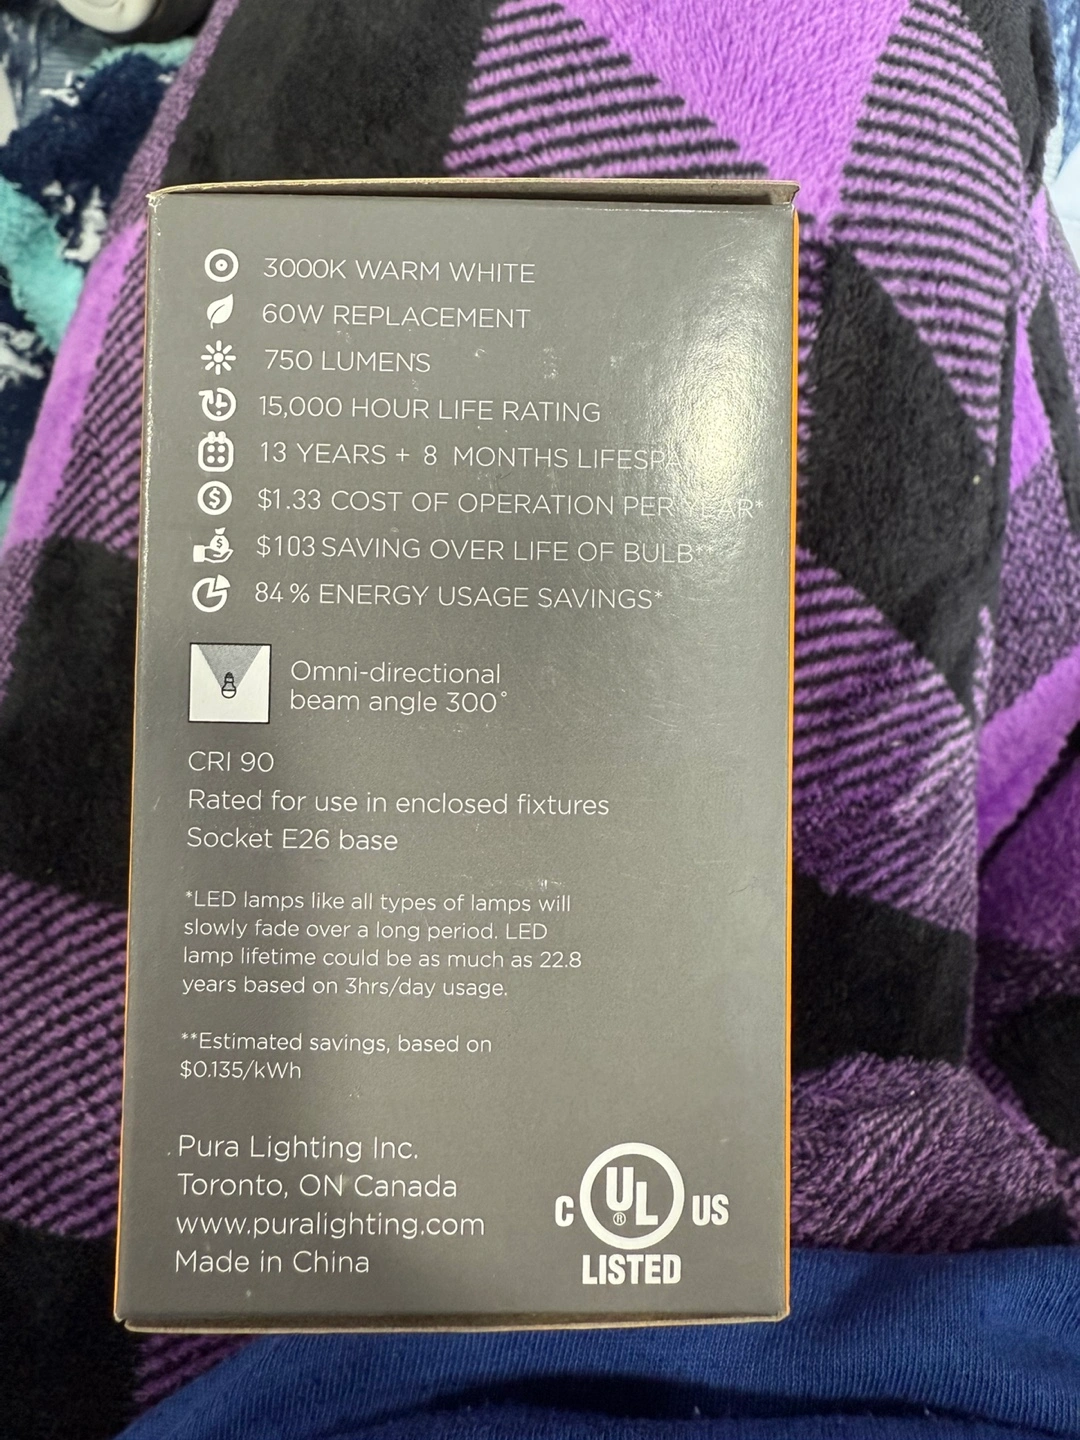 3000K WARM WHITE
60W REPLACEMENT
750 LUMENS
15,000 HOUR LIFE RATING
13 YEARS + 8 MONTHS LIFESPAN
$1.33 COST OF OPERATION PER YEAR*
$103 SAVING OVER LIFE OF BULB**
84% ENERGY USAGE SAVINGS*
Omni-directional
beam angle 300°
CRI 90
Rated for use in enclosed fixtures
Socket E26 base
*LED lamps like all types of lamps will
slowly fade over a long period. LED
lamp lifetime could be as much as 22.8
years based on 3hrs/day usage.
**Estimated savings, based on
$0.135/kWh
Pura Lighting Inc.
Toronto, ON Canada
www.puralighting.com
Made in China
C UL® US
LISTED